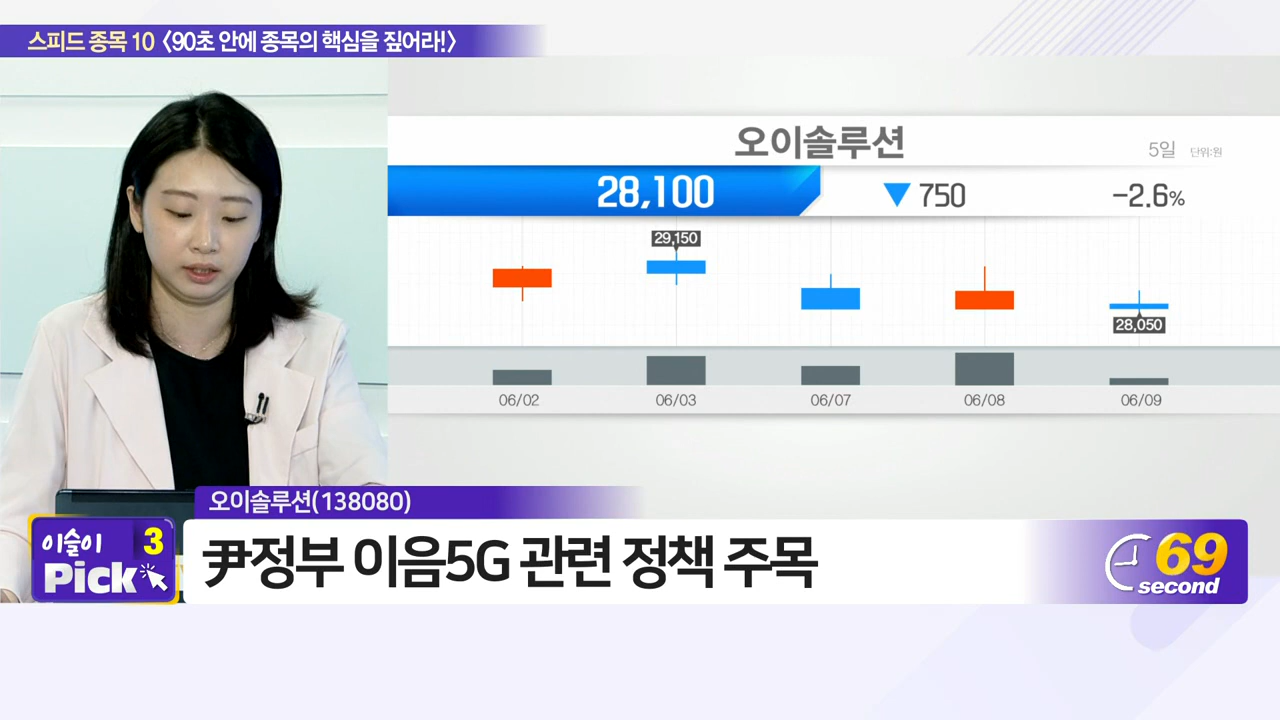 스피드 종목 10 <90초 안에 종목의 핵심을 짚어라!>
오이솔루션
5일 단위:원
28,100 ▼ 750 -2.6%
29,150
28,050
06/02 06/03 06/07 06/08 06/09
오이솔루션(138080)
이슬이 3
Pick
尹정부 이음5G 관련 정책 주목
69
second